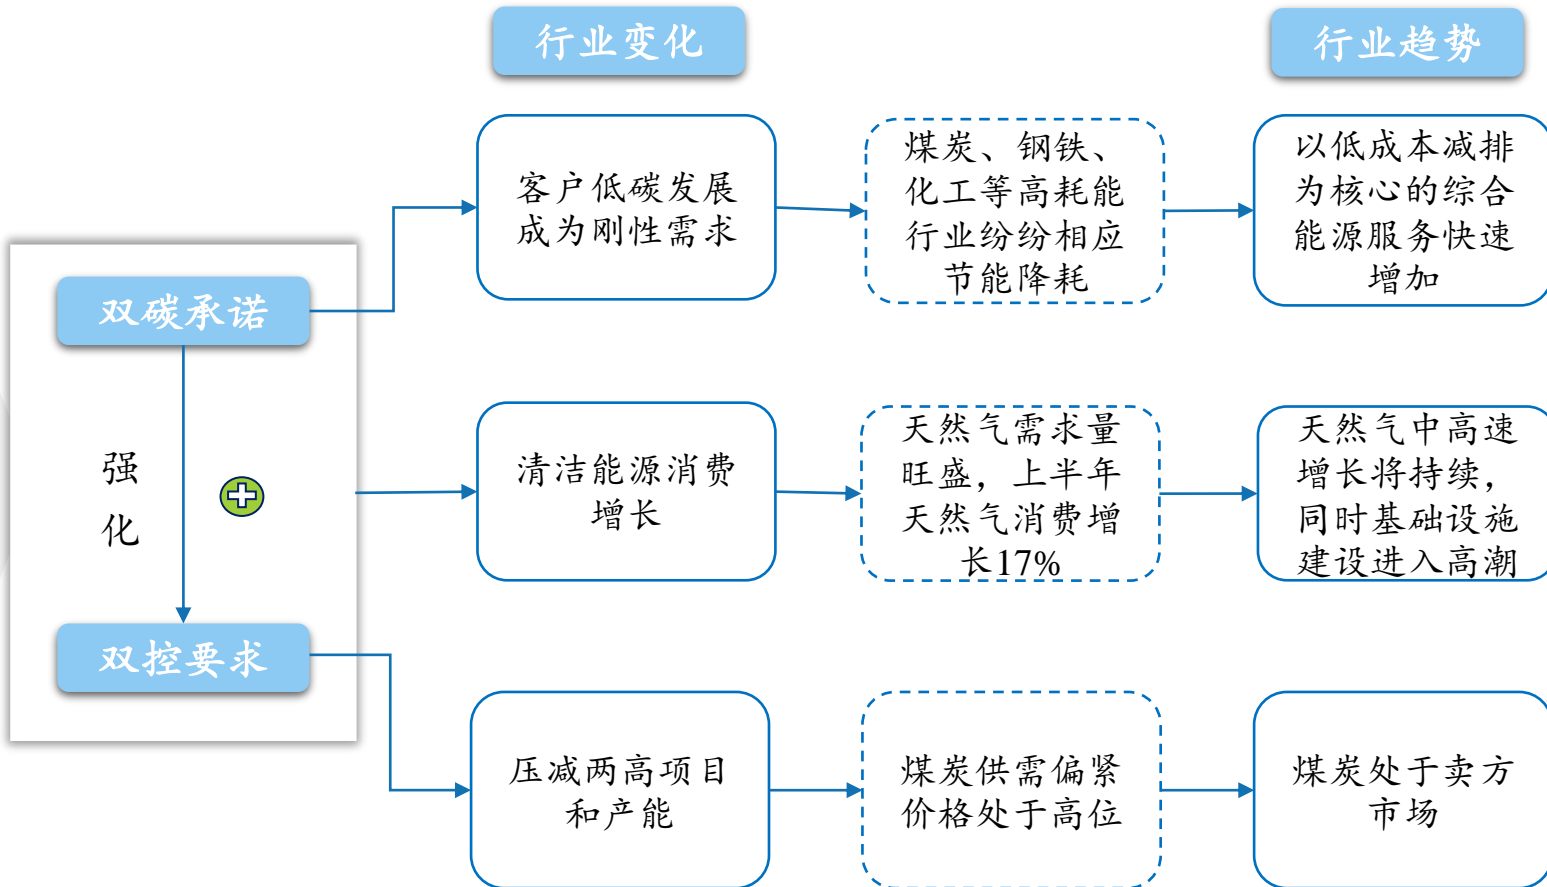 行业变化
行业趋势
客户低碳发展
成为刚性需求
煤炭、钢铁、
化工等高耗能
行业纷纷相应
节能降耗
以低成本减排
为核心的综合
能源服务快速
增加
双碳承诺
强
化
清洁能源消费
增长
天然气需求量
旺盛，上半年
天然气消费增
长17%
天然气中高速
增长将持续，
同时基础设施
建设进入高潮
双控要求
压减两高项目
和产能
煤炭供需偏紧
价格处于高位
煤炭处于卖方
市场